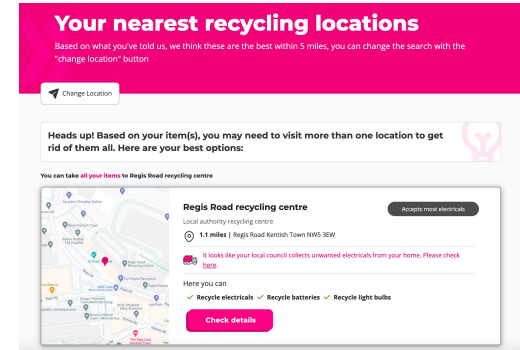 Your nearest recycling locations
Based on what you've told us, we think these are the best within 5 miles, you can change the search with the
"change location" button
Change Location
Heads up! Based on your item(s), you may need to visit more than one location to get
rid of them all. Here are your best options:
You can take all your items to Regis Road recycling centre
Regis Road recycling centre
Accepts most electricals
Local authority recycling centre
1.1 miles | Regis Road Kentish Town NW5 3EW
It looks like your local council collects unwanted electricals from your home. Please check
here.
Here you can
Recycle electricals
Recycle batteries
Recycle light bulbs
Check details